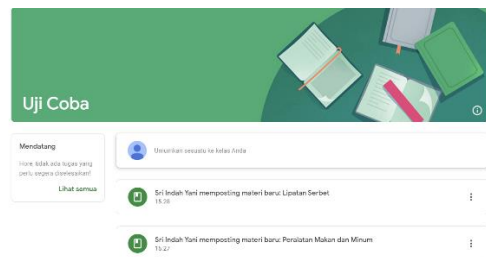 Uji Coba
Mendatang
Hore, tidak ada tugas yang
perlu segera diselesaikan!
Lihat semua
Umumkan sesuatu ke kelas Anda
Sri Indah Yani memposting materi baru: Lipatan Serbet
15.28
Sri Indah Yani memposting materi baru: Peralatan Makan dan Minum
15.27